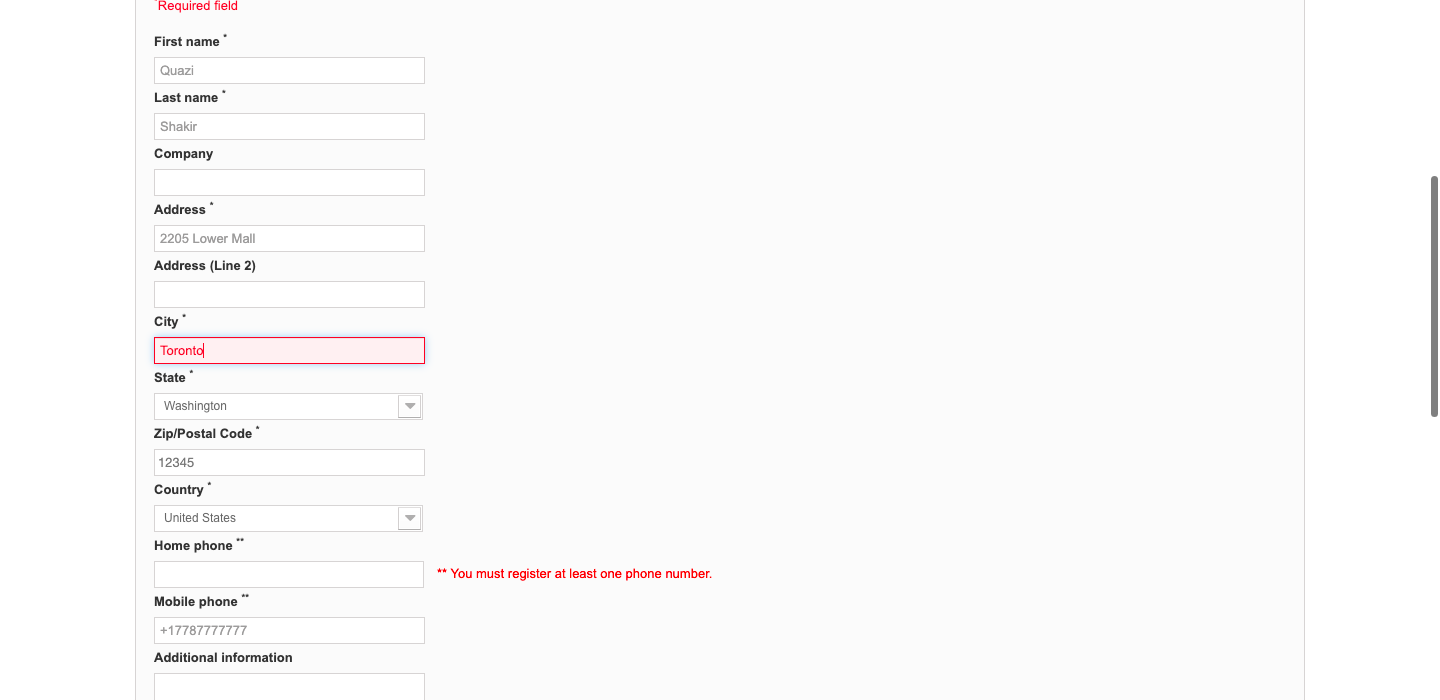 *Required field
First name *
Quazi
Last name *
Shakir
Company
Address *
2205 Lower Mall
Address (Line 2)
City *
Toronto
State *
Washington
Zip/Postal Code *
12345
Country *
United States
Home phone **
** You must register at least one phone number.
Mobile phone **
+17787777777
Additional information